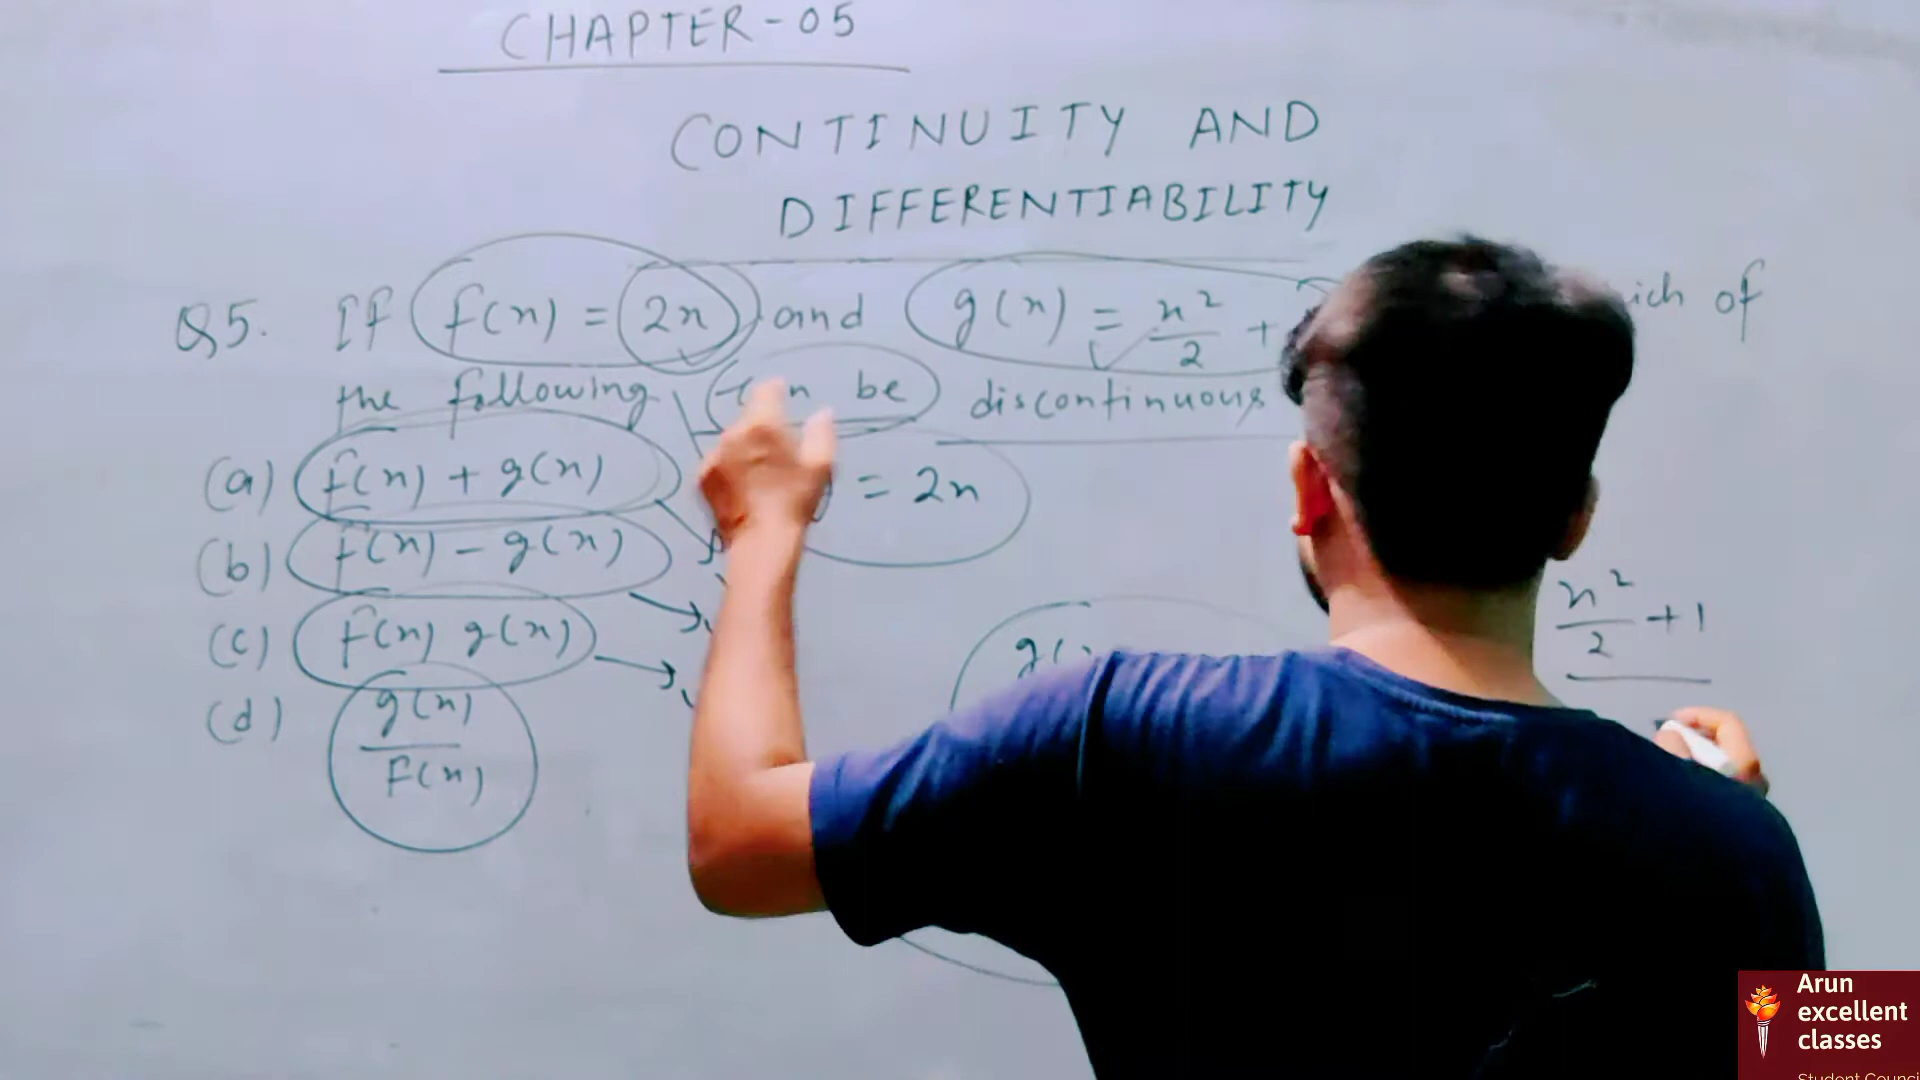 CHAPTER-05
CONTINUITY AND
DIFFERENTIABILITY
Q5. If f(x) = 2x and g(x) = x²/2 + of
the following be discontinuous
(a) f(x) + g(x)
= 2x
(b) f(x) - g(x)
x²/2 + 1
(c) f(x) g(x)
(d) g(x)/f(x)
Arun
excellent
classes